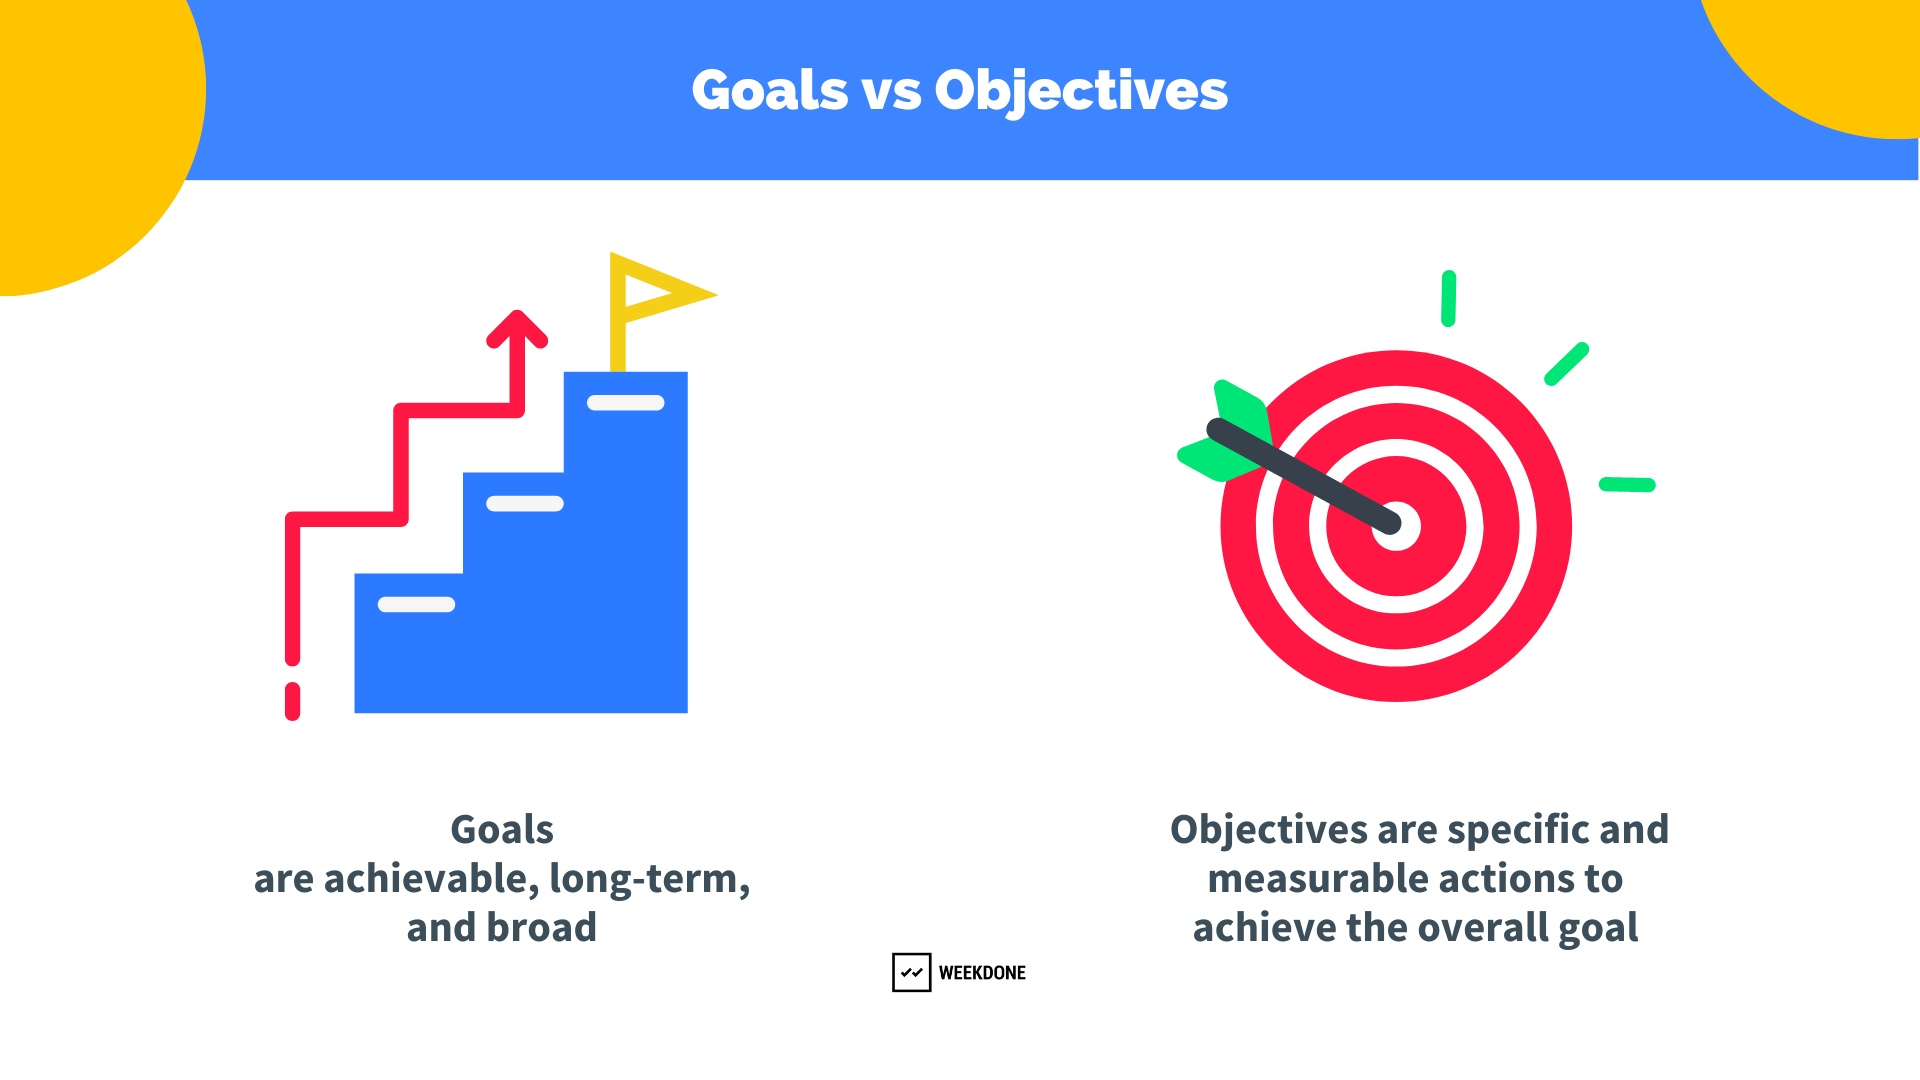 Goals vs Objectives
Goals
are achievable, long-term,
and broad
Objectives are specific and
measurable actions to
achieve the overall goal
WEEKDONE